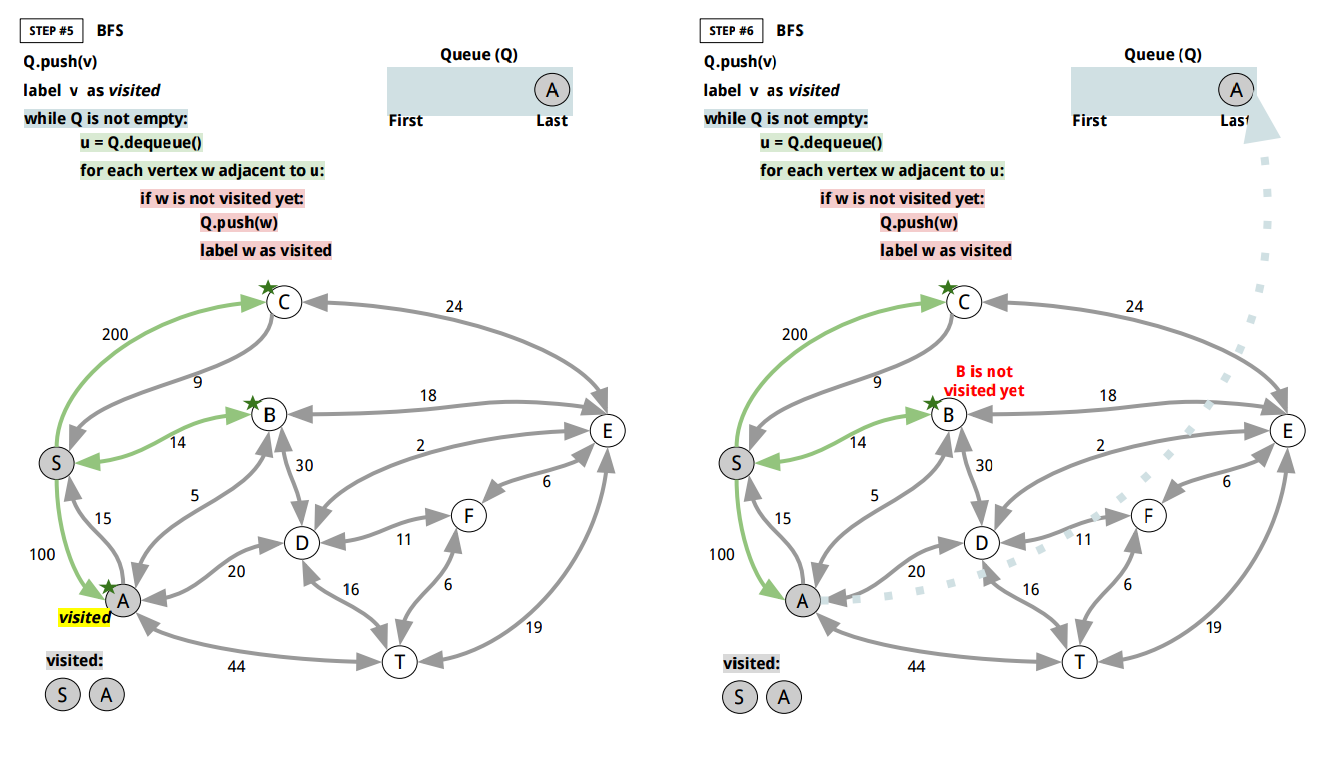 STEP #5 BFS
Q.push(v)
Queue (Q)
label v as visited
A
while Q is not empty:
First Last
u = Q.dequeue()
for each vertex w adjacent to u:
if w is not visited yet:
Q.push(w)
label w as visited
C
24
200
9
18
B
14
E
S
2
30
6
5
15
F
11
D
100
20
16
6
A
visited
19
T
44
visited:
S A
STEP #6 BFS
Q.push(v)
Queue (Q)
label v as visited
A
while Q is not empty:
First Last
u = Q.dequeue()
for each vertex w adjacent to u:
if w is not visited yet:
Q.push(w)
label w as visited
C
24
200
B is not
visited yet
9
18
B
14
E
S
2
30
6
5
15
F
11
D
100
20
16
6
A
19
T
44
visited:
S A